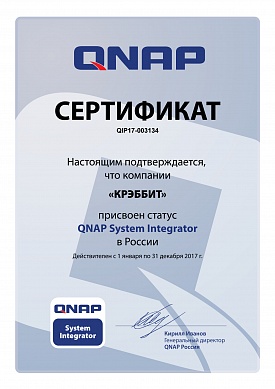 QNAP
СЕРТИФИКАТ
QIP17-003134
Настоящим подтверждается,
что компании
«КРЭББИТ»
присвоен статус
QNAP System Integrator
в России
Действителен с 1 января по 31 декабря 2017 г.
QNAP
System
Integrator
Кирилл Иванов
Генеральный директор
QNAP Россия